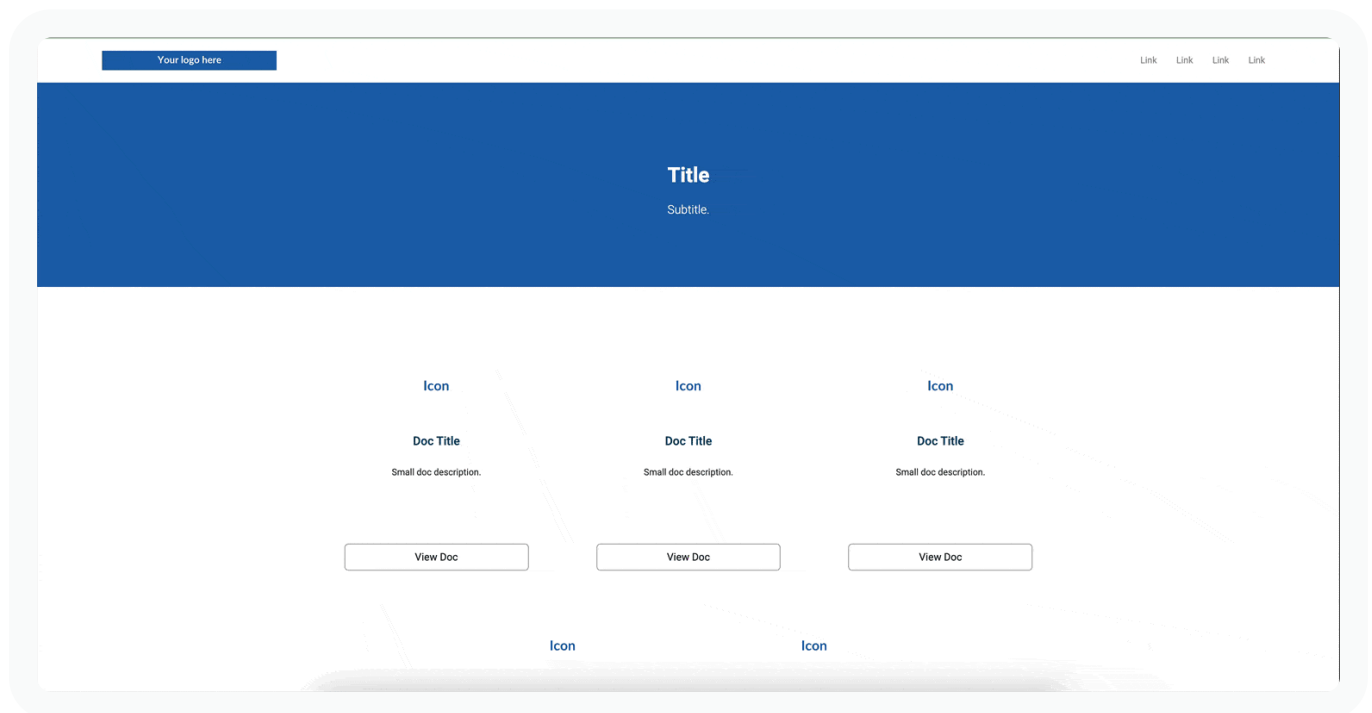 Your logo here
Link Link Link Link
Title
Subtitle.
Icon Icon Icon
Doc Title Doc Title Doc Title
Small doc description. Small doc description. Small doc description.
View Doc View Doc View Doc
Icon Icon